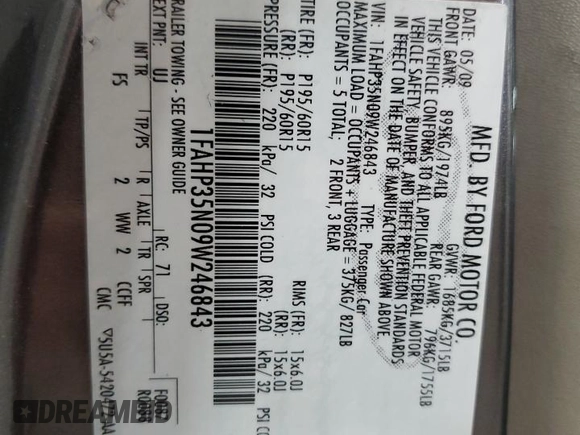 MFD. BY FORD MOTOR CO.
DATE: 05/09 GVWR: 1685KG/3715LB
FRONT GAWR: 895KG/1974LB REAR GAWR: 796KG/1755LB
THIS VEHICLE CONFORMS TO ALL APPLICABLE FEDERAL MOTOR
VEHICLE SAFETY, BUMPER, AND THEFT PREVENTION STANDARDS
IN EFFECT ON THE DATE OF MANUFACTURE SHOWN ABOVE.
VIN: 1FAHP35N09W246843 TYPE: Passenger Car
MAXIMUM LOAD = OCCUPANTS + LUGGAGE = 375KG/ 827LB
OCCUPANTS = 5 TOTAL; 2 FRONT, 3 REAR
TIRE (FR): P195/60R15 RIMS (FR): 15x6.0J
(RR): P195/60R15 (RR): 15x6.0J
PRESSURE (FR): 220 kPa/ 32 PSI COLD (RR): 220 kPa/ 32 PSI CO
1FAHP35N09W246843
TRAILER TOWING - SEE OWNER GUIDE
EXT PNT: UJ RC: 71 DSO:
INT TR TP/PS R AXLE TR SPR
FS 2 WW 2 CCFF
CMC
DREAMBID